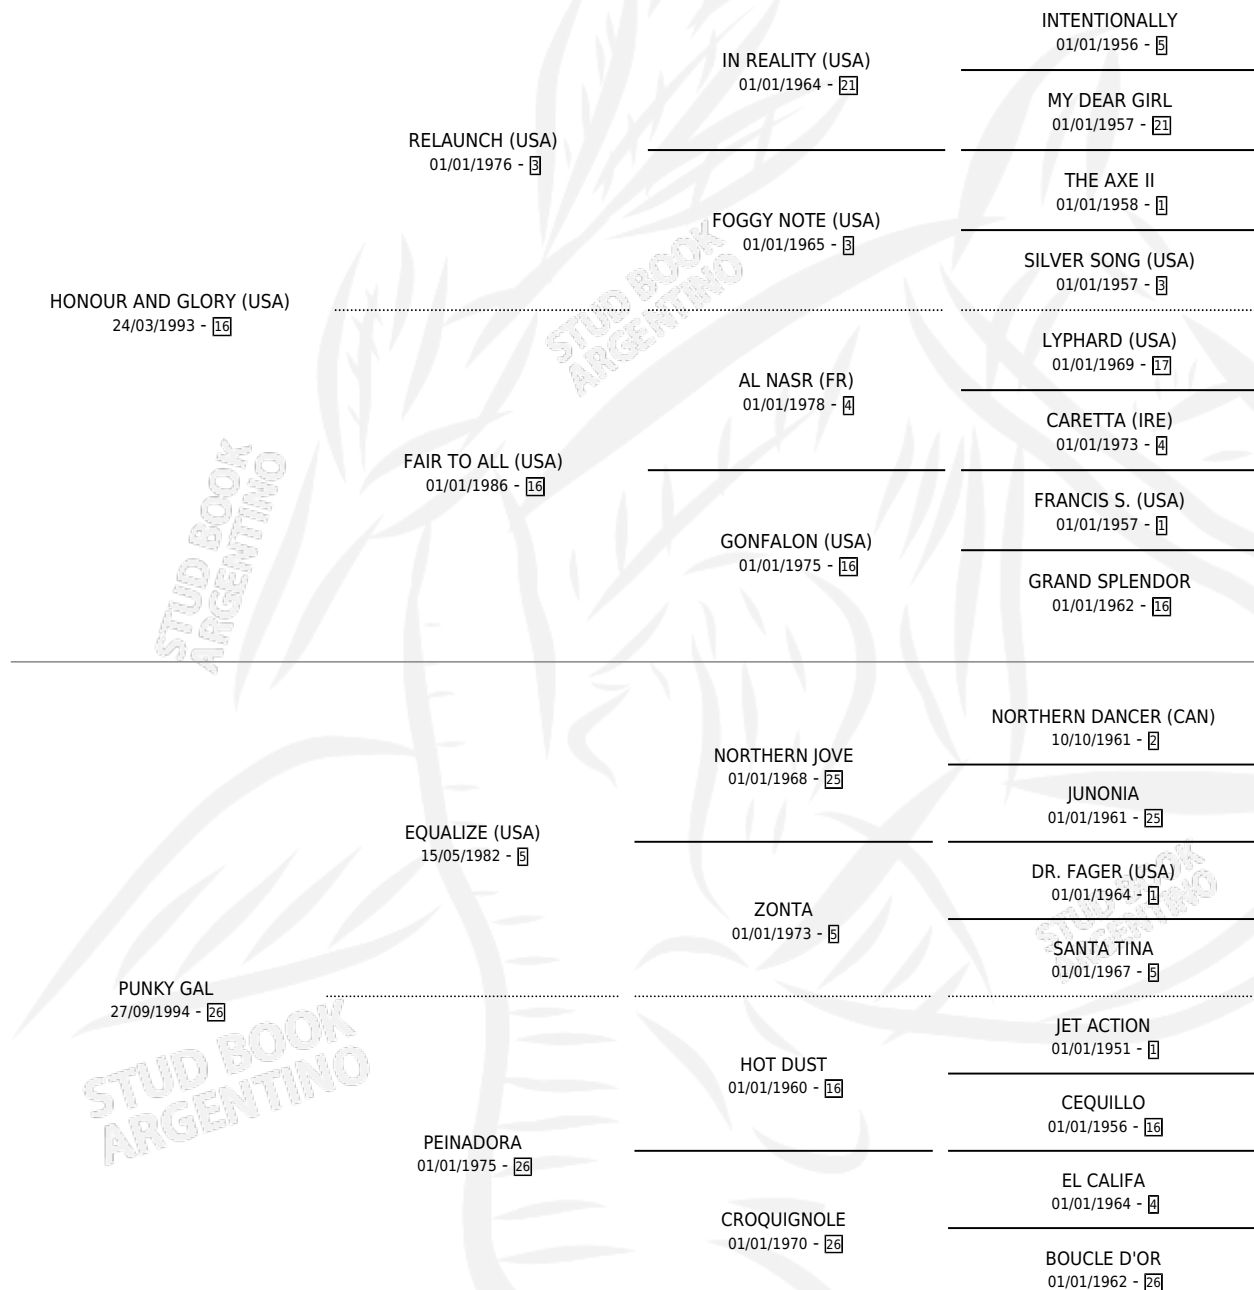 INTENTIONALLY
01/01/1956 - 5
IN REALITY (USA)
01/01/1964 - 21
MY DEAR GIRL
01/01/1957 - 21
RELAUNCH (USA)
01/01/1976 - 3
THE AXE II
01/01/1958 - 1
FOGGY NOTE (USA)
01/01/1965 - 3
SILVER SONG (USA)
01/01/1957 - 3
HONOUR AND GLORY (USA)
24/03/1993 - 16
LYPHARD (USA)
01/01/1969 - 17
AL NASR (FR)
01/01/1978 - 4
CARETTA (IRE)
01/01/1973 - 4
FAIR TO ALL (USA)
01/01/1986 - 16
FRANCIS S. (USA)
01/01/1957 - 1
GONFALON (USA)
01/01/1975 - 16
GRAND SPLENDOR
01/01/1962 - 16
NORTHERN DANCER (CAN)
10/10/1961 - 2
NORTHERN JOVE
01/01/1968 - 25
JUNONIA
01/01/1961 - 25
EQUALIZE (USA)
15/05/1982 - 5
DR. FAGER (USA)
01/01/1964 - 1
ZONTA
01/01/1973 - 5
SANTA TINA
01/01/1967 - 5
PUNKY GAL
27/09/1994 - 26
JET ACTION
01/01/1951 - 1
HOT DUST
01/01/1960 - 16
CEQUILLO
01/01/1956 - 16
PEINADORA
01/01/1975 - 26
EL CALIFA
01/01/1964 - 4
CROQUIGNOLE
01/01/1970 - 26
BOUCLE D'OR
01/01/1962 - 26
STUD BOOK
ARGENTINO
STUD BOOK
ARGENTINO
STUD BOOK
ARGENTINO
STUD BOOK
ARGENTINO